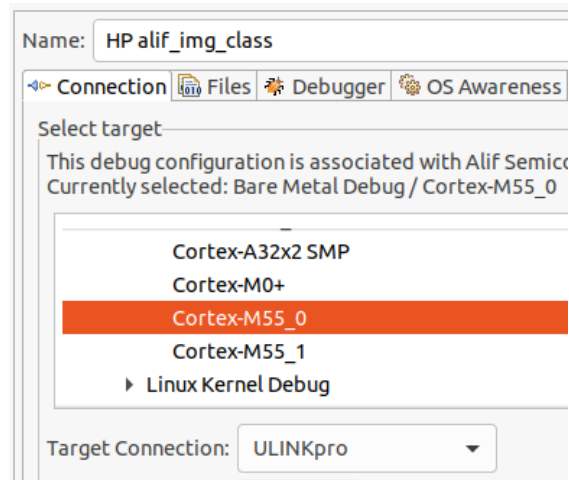 Name: HP alif_img_class
Connection Files Debugger OS Awareness
Select target
This debug configuration is associated with Alif
Currently selected: Bare Metal Debug / Cortex-M55_0
Cortex-A32x2 SMP
Cortex-M0+
Cortex-M55_0
Cortex-M55_1
Linux Kernel Debug
Target Connection: ULINKpro